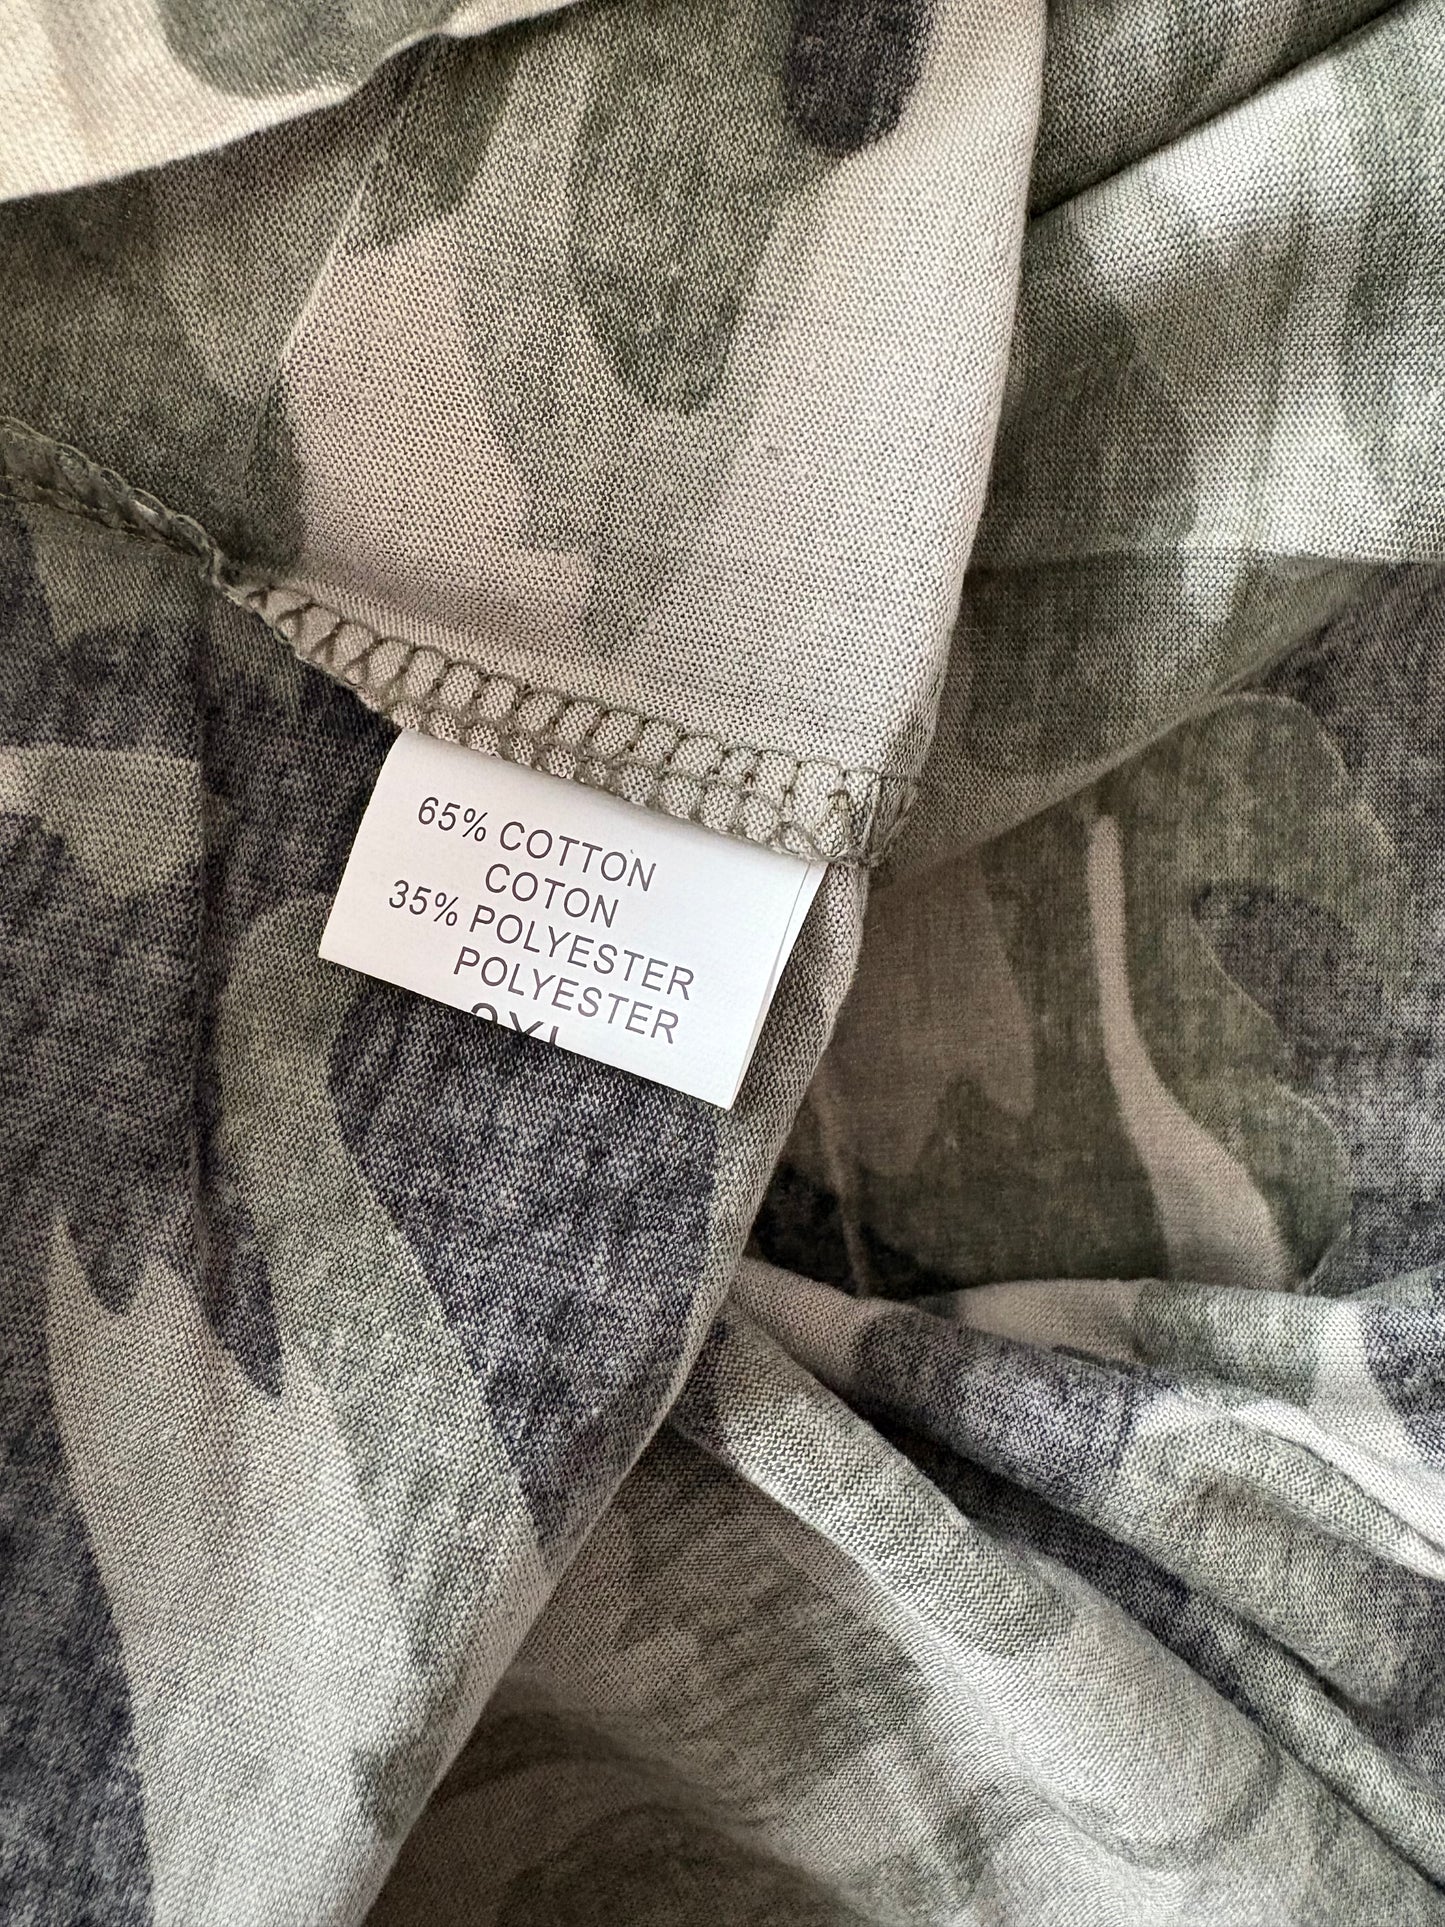 65% COTTON
COTON
35% POLYESTER
POLYESTER